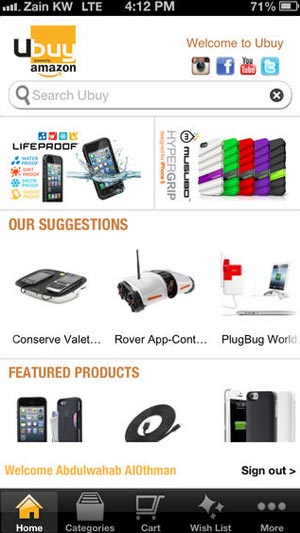 Zain KW LTE 4:12 PM 71%
Ubuy
powered by
amazon
Welcome to Ubuy
You
Tube
Search Ubuy
LIFEPROOF
WATER PROOF
DIRT PROOF
SNOW PROOF
SHOCK PROOF
MUSUBO
HYPERGRIP
designed for iPhone 5
OUR SUGGESTIONS
Conserve Valet...
Rover App-Cont...
PlugBug World...
FEATURED PRODUCTS
Welcome Abdulwahab AlOthman
Sign out >
Home
Categories
Cart
Wish List
More